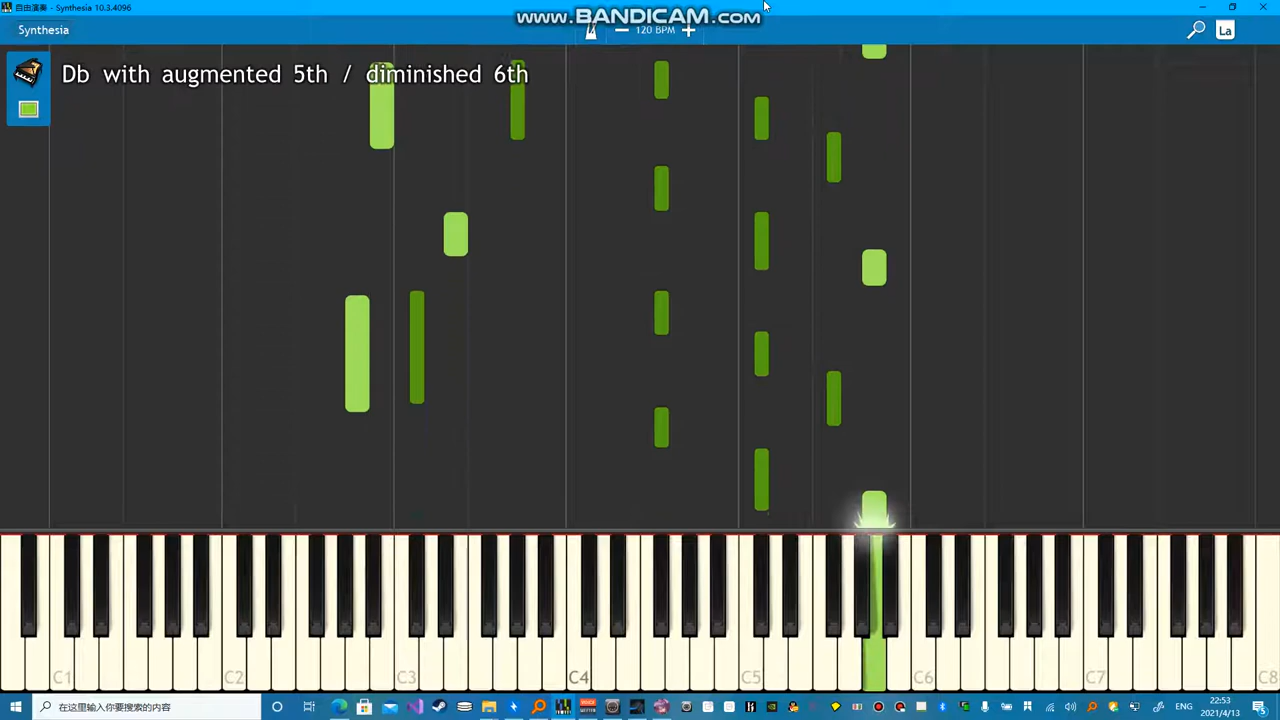 自由演奏 - Synthesia 10.3.4096
www.BANDICAM.com
Synthesia
120 BPM
La
Db with augmented 5th / diminished 6th
C1 C2 C3 C4 C5 C6 C7 C8
在这里输入你要搜索的
ENG
22:53
2021/4/13